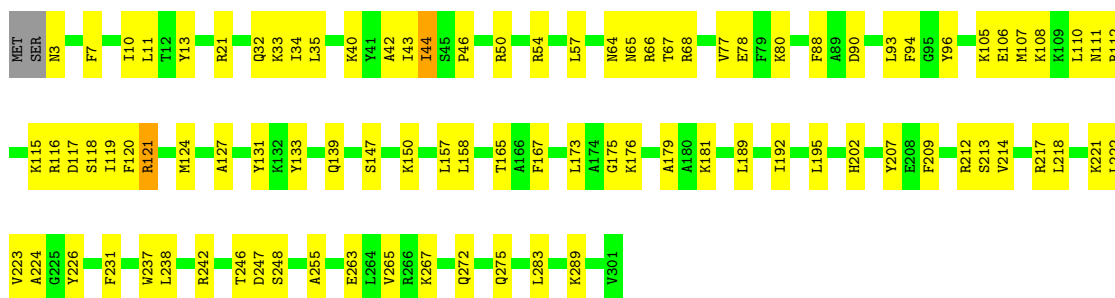 MET SER N3 F7 I10 L11 T12 Y13 R21 Q32 K33 I34 L35 K40 Y41 A42 I43 I44 S45 P46 R50 R54 L57 N64 N65 R66 T67 R68 V77 E78 F79 K80 F88 A89 D90 L93 F94 G95 Y96 K105 E106 M107 K108 K109 L110 N111
K115 R116 D117 S118 I119 F120 R121 M124 A127 Y131 K132 Y133 Q139 S147 K150 L157 L158 T165 A166 F167 L173 A174 G175 K176 A179 A180 K181 L189 I192 L195 H202 Y207 E208 F209 R212 S213 V214 R217 L218 K221
V223 A224 G225 Y226 F231 W237 L238 R242 T246 D247 S248 A255 E263 L264 V265 R266 K267 Q272 Q275 L283 K289 V301